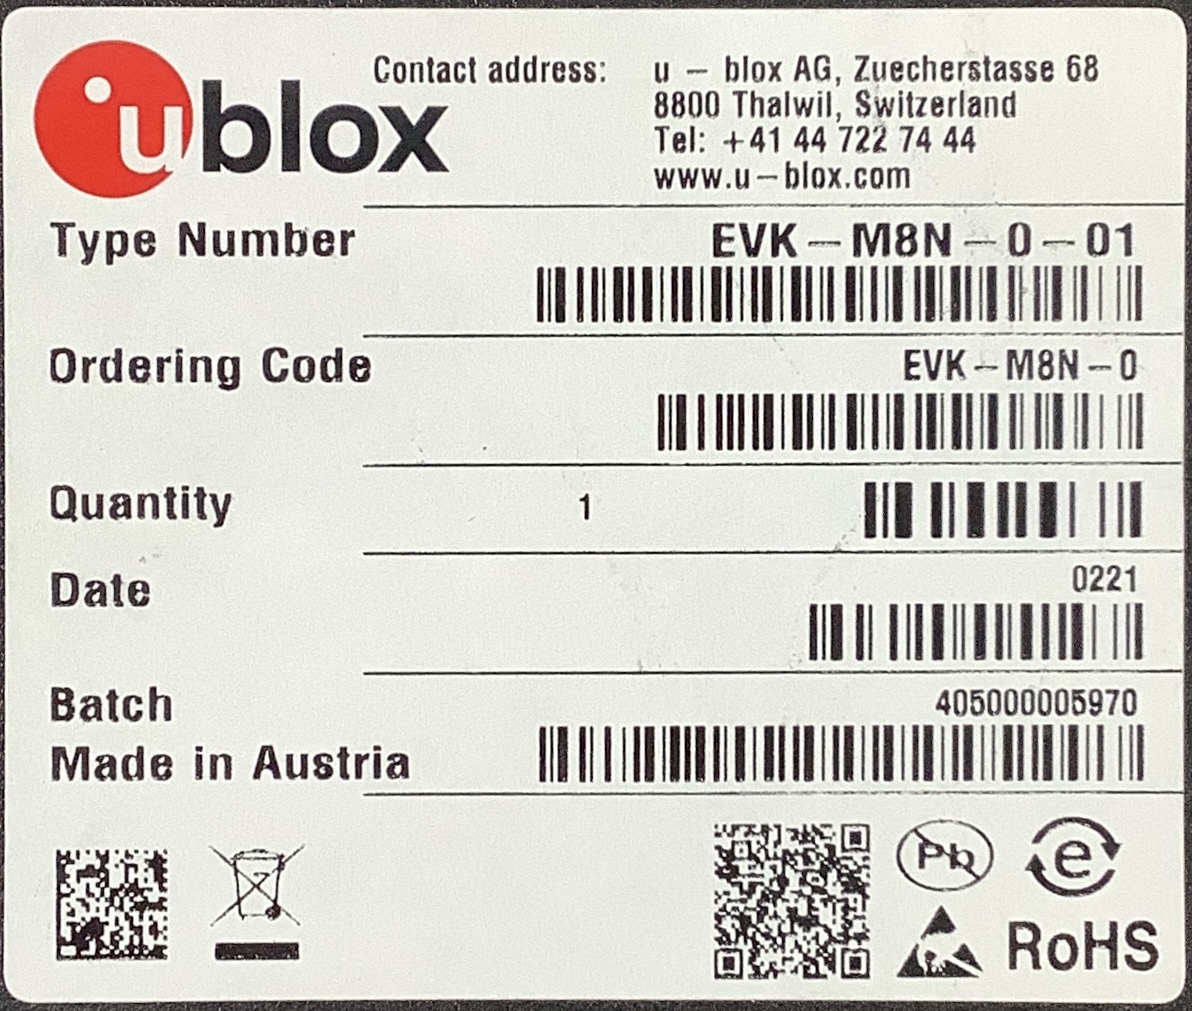 ublox
Contact address: u – blox AG, Zuecherstasse 68
8800 Thalwil, Switzerland
Tel: +41 44 722 74 44
www.u–blox.com
Type Number EVK – M8N – 0 – 01
Ordering Code EVK – M8N – 0
Quantity 1
Date 0221
Batch 405000005970
Made in Austria
Pb e
RoHS